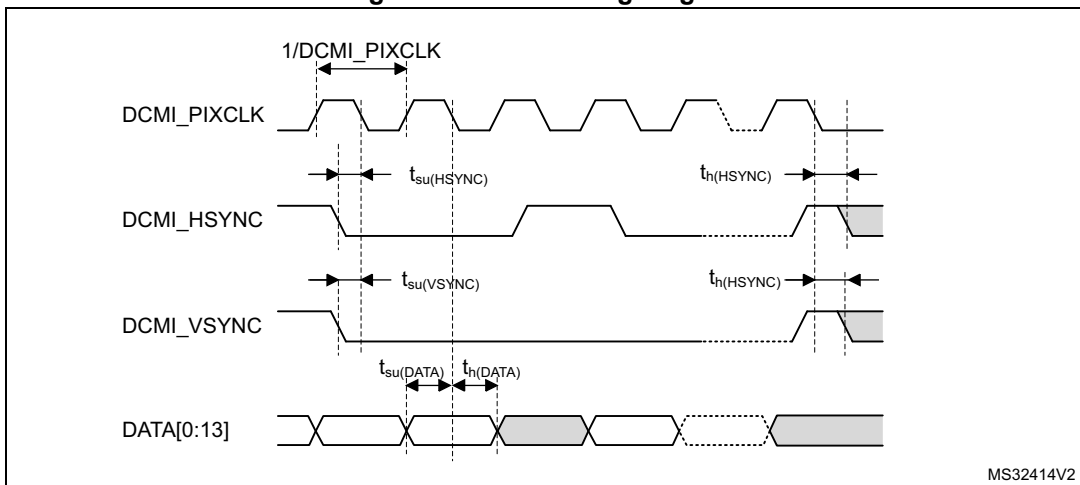 1/DCMI_PIXCLK
DCMI_PIXCLK
tsu(HSYNC) th(HSYNC)
DCMI_HSYNC
tsu(VSYNC) th(HSYNC)
DCMI_VSYNC
tsu(DATA) th(DATA)
DATA[0:13]
MS32414V2